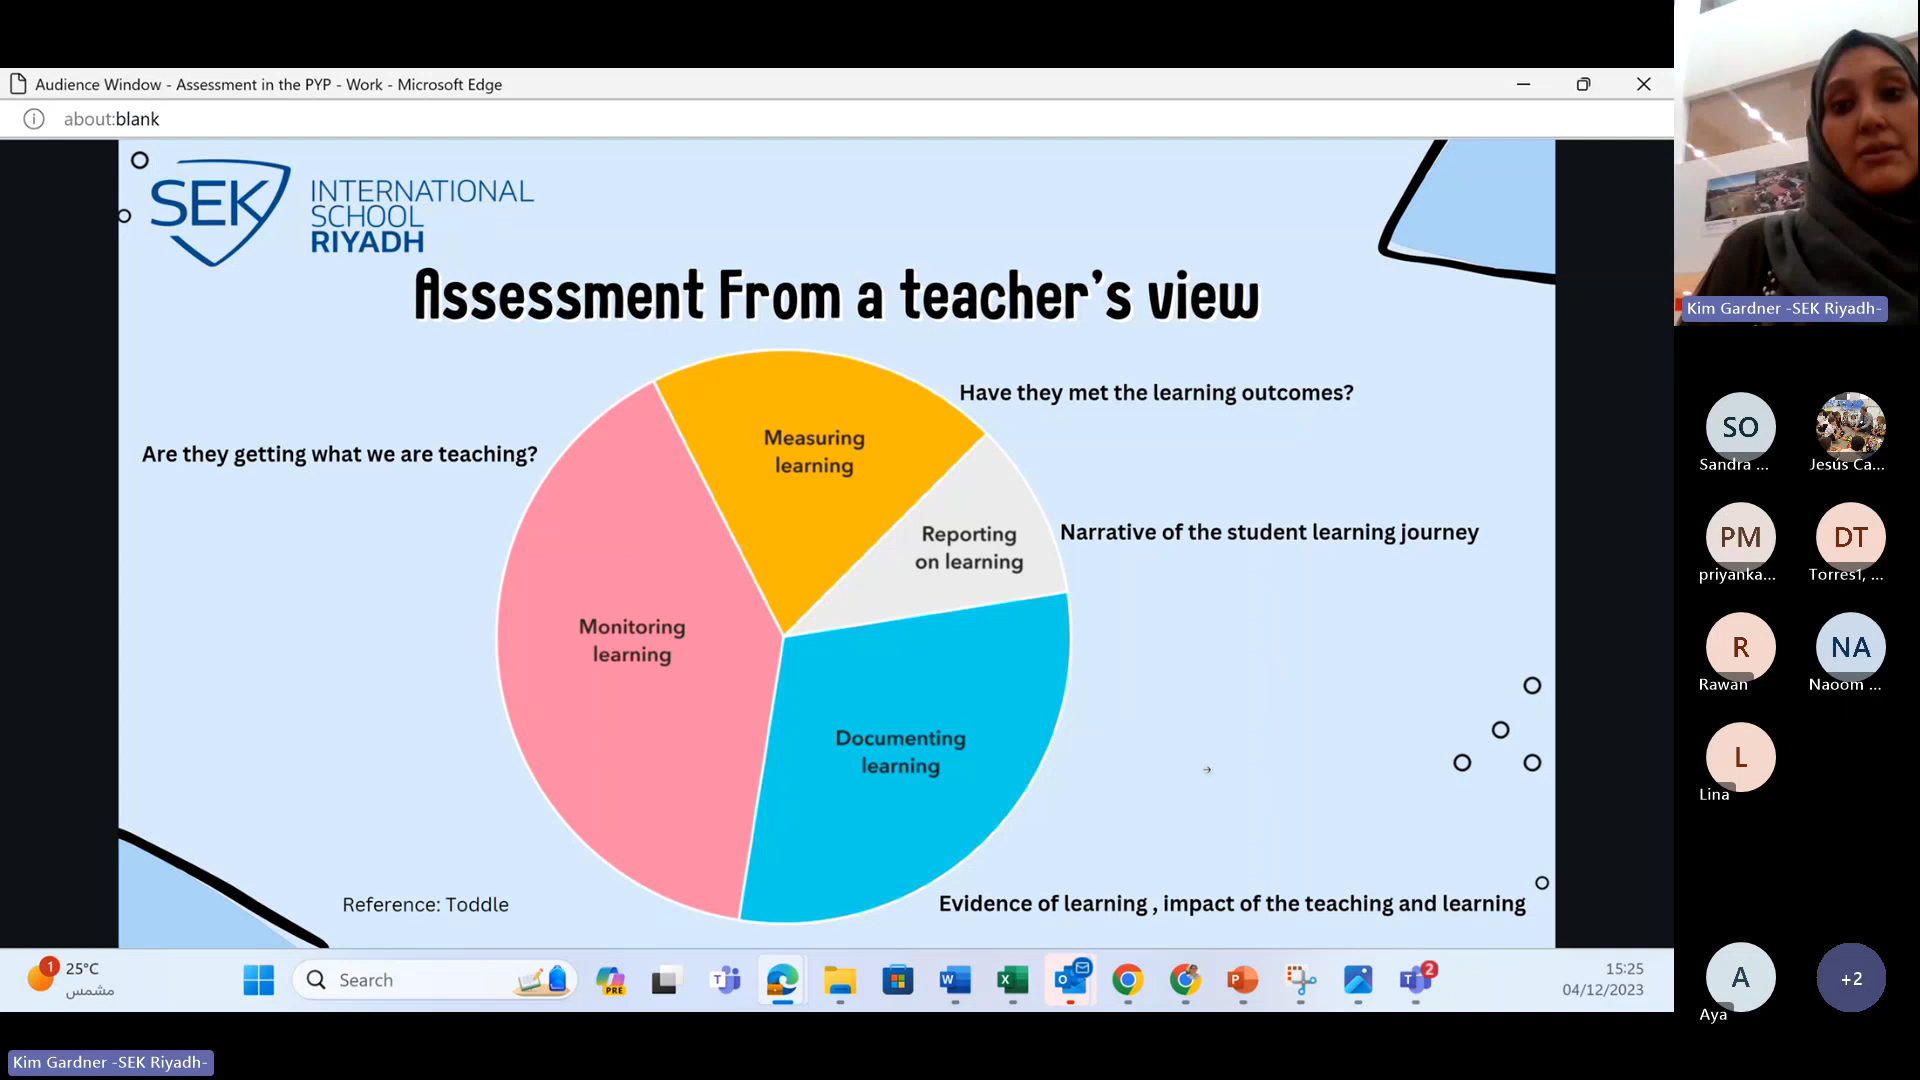 Audience Window - Assessment in the PYP - Work - Microsoft Edge
about:blank
SEK
INTERNATIONAL
SCHOOL
RIYADH
Assessment From a teacher's view
Have they met the learning outcomes?
Measuring
learning
Are they getting what we are teaching?
Reporting
on learning
Narrative of the student learning journey
Monitoring
learning
Documenting
learning
Reference: Toddle
Evidence of learning , impact of the teaching and learning
1
25°C
مشمس
Search
PRE
2
15:25
04/12/2023
Kim Gardner -SEK Riyadh-
SO
Sandra ...
Jesús Ca...
PM
priyanka...
DT
Torres1, ...
R
Rawan
NA
Naoom ...
L
Lina
A
Aya
+2
Kim Gardner -SEK Riyadh-